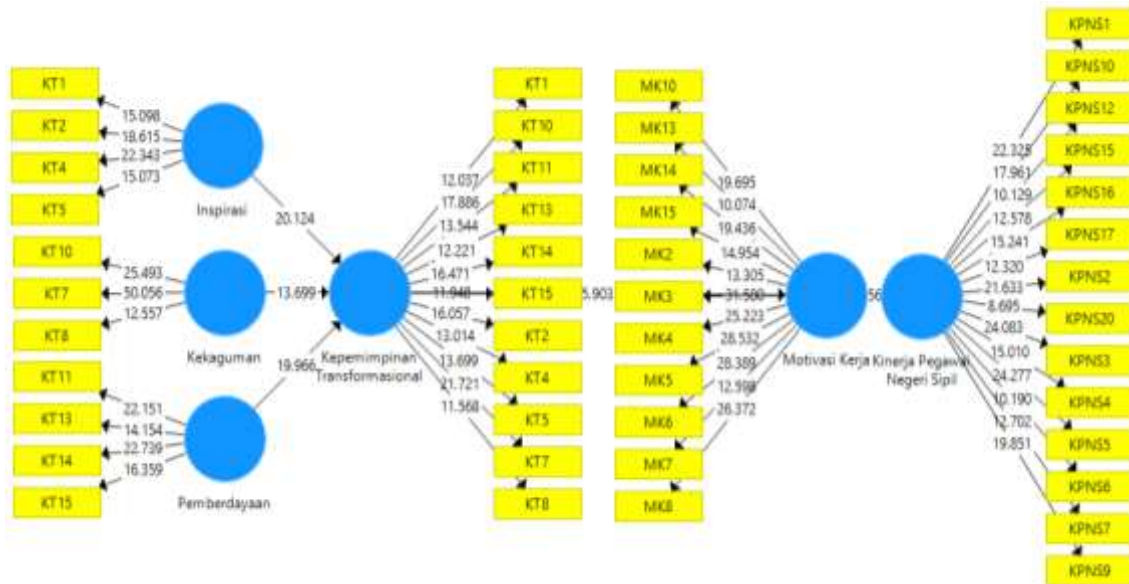 KT1
KT2
KT4
KT5
15.098
18.615
22.343
15.073
Inspirasi
20.124
KT10
KT7
KT8
25.493
50.056
12.557
Kekaguman
13.699
KT11
KT13
KT14
KT15
22.151
14.154
22.739
16.359
Pemberdayaan
19.966
Kepemimpinan
Transformasional
12.037
17.886
13.544
12.221
16.471
16.057
13.014
13.699
21.721
11.568
KT1
KT10
KT11
KT13
KT14
KT15
KT2
KT4
KT5
KT7
KT8
5.903
MK10
MK13
MK14
MK15
MK2
MK3
MK4
MK5
MK6
MK7
MK8
19.695
10.074
19.436
14.954
13.305
25.223
28.532
28.389
12.998
26.372
Motivasi Kerja
56
Kinerja Pegawai
Negeri Sipil
22.325
17.961
10.129
12.578
15.241
12.320
21.633
8.695
24.083
15.010
24.277
10.190
12.702
19.851
KPNS1
KPNS10
KPNS12
KPNS15
KPNS16
KPNS17
KPNS2
KPNS20
KPNS3
KPNS4
KPNS5
KPNS6
KPNS7
KPNS9